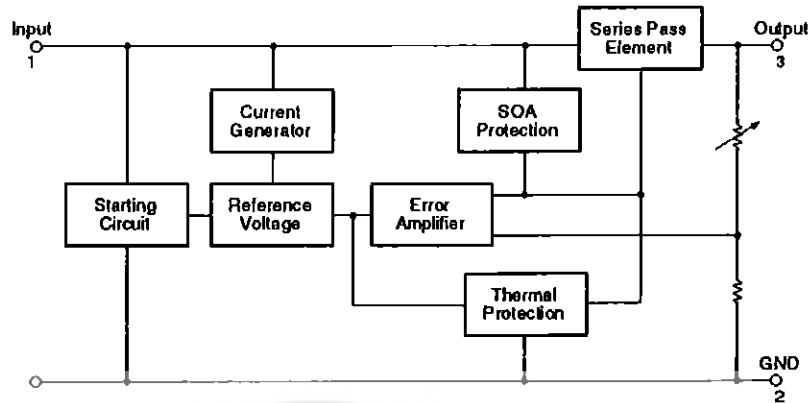 Input
1
Series Pass
Element
Output
3
Current
Generator
SOA
Protection
Starting
Circuit
Reference
Voltage
Error
Amplifier
Thermal
Protection
GND
2